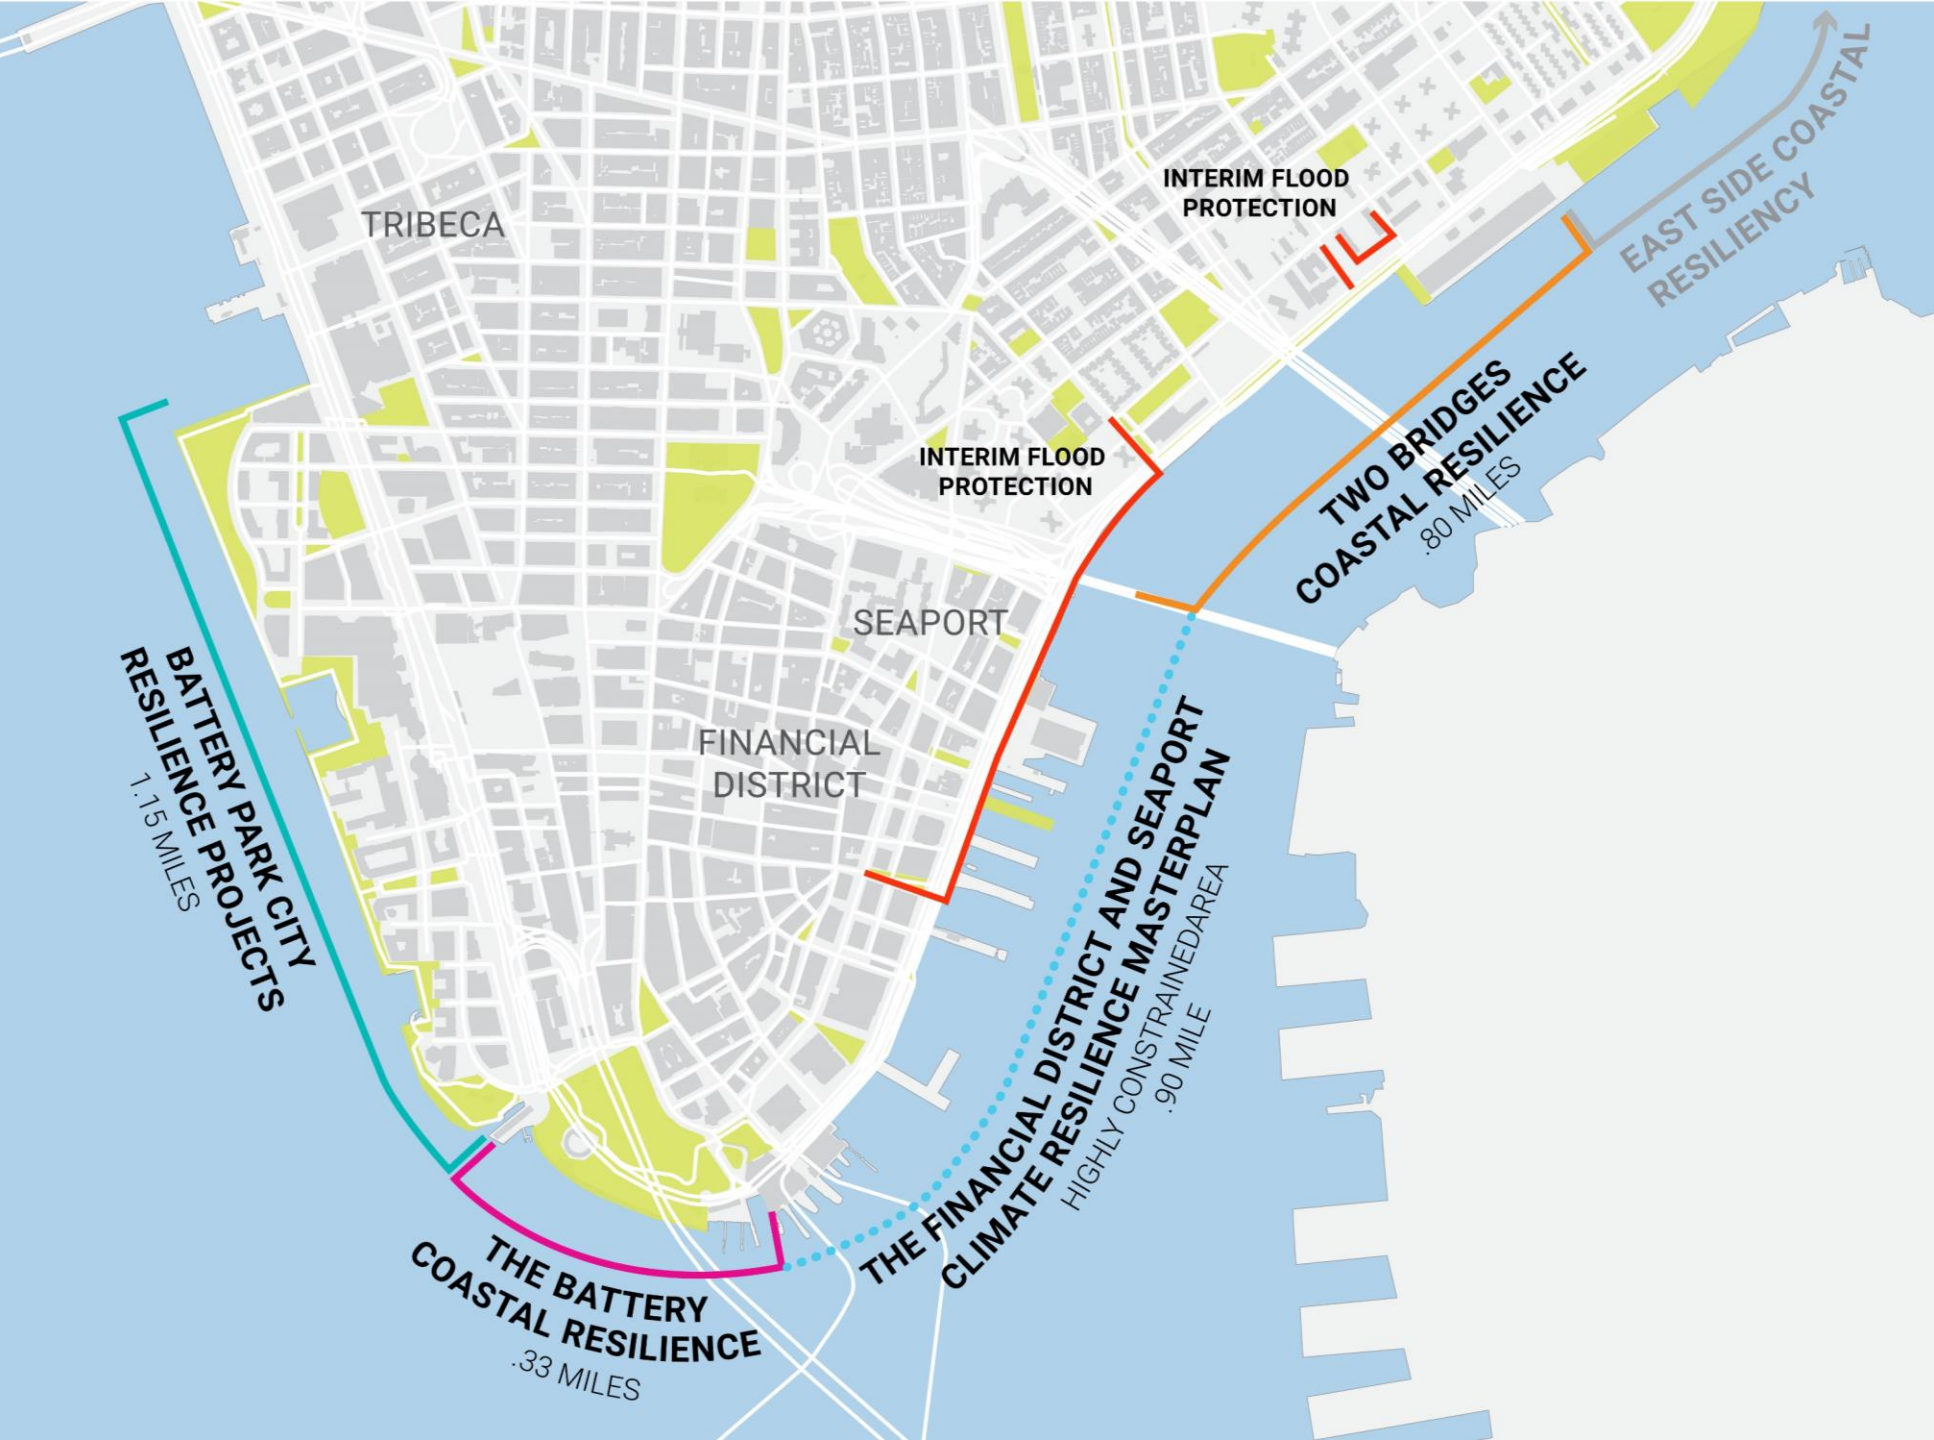 TRIBECA
INTERIM FLOOD
PROTECTION
EAST SIDE COASTAL
RESILIENCY
INTERIM FLOOD
PROTECTION
TWO BRIDGES
COASTAL RESILIENCE
.80 MILES
SEAPORT
FINANCIAL
DISTRICT
BATTERY PARK CITY
RESILIENCE PROJECTS
1.15 MILES
THE FINANCIAL DISTRICT AND SEAPORT
CLIMATE RESILIENCE MASTERPLAN
HIGHLY CONSTRAINEDAREA
.90 MILE
THE BATTERY
COASTAL RESILIENCE
.33 MILES